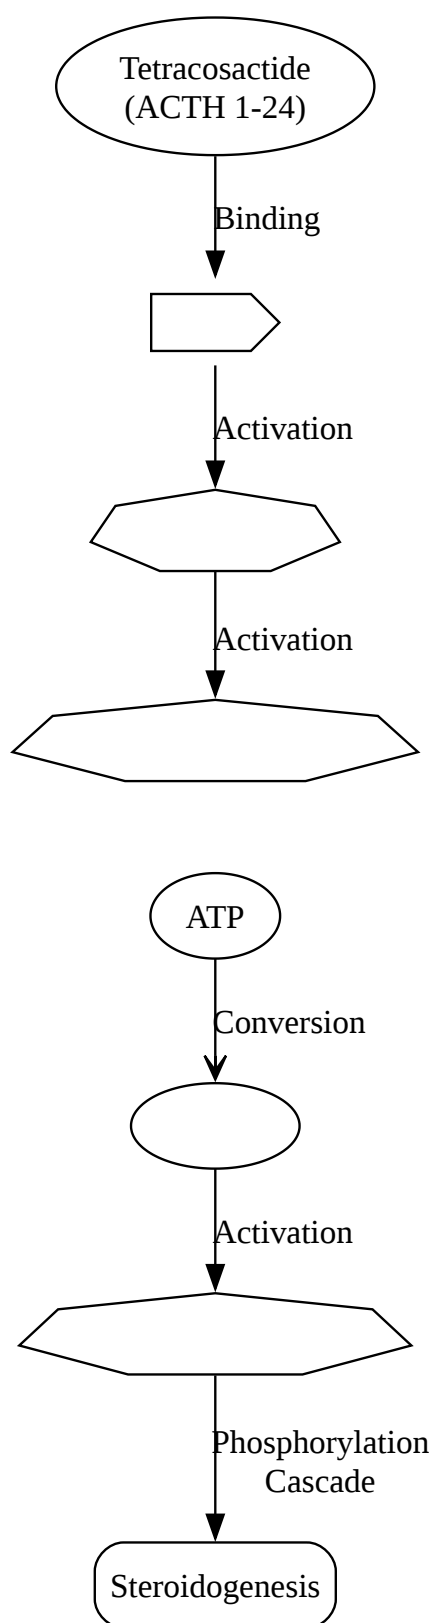 Tetracosactide
(ACTH 1-24)
Binding
Activation
Activation
ATP
Conversion
Activation
Phosphorylation
Cascade
Steroidogenesis